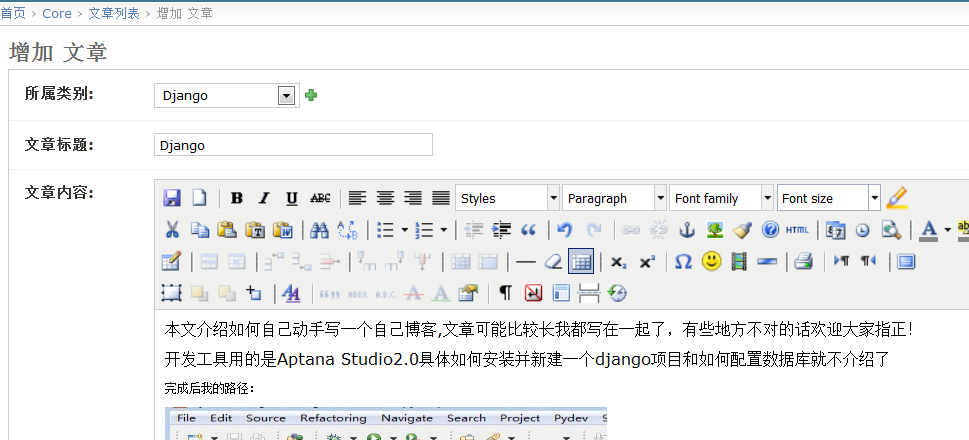 首页 › Core › 文章列表 › 增加 文章
增加 文章
所属类别: Django
文章标题: Django
文章内容:
B I U ABC Styles Paragraph Font family Font size
HTML A ab
¶
本文介绍如何自己动手写一个自己博客,文章可能比较长我都写在一起了，有些地方不对的话欢迎大家指正!
开发工具用的是Aptana Studio2.0具体如何安装并新建一个django项目和如何配置数据库就不介绍了
完成后我的路径:
File Edit Source Refactoring Navigate Search Project Pydev